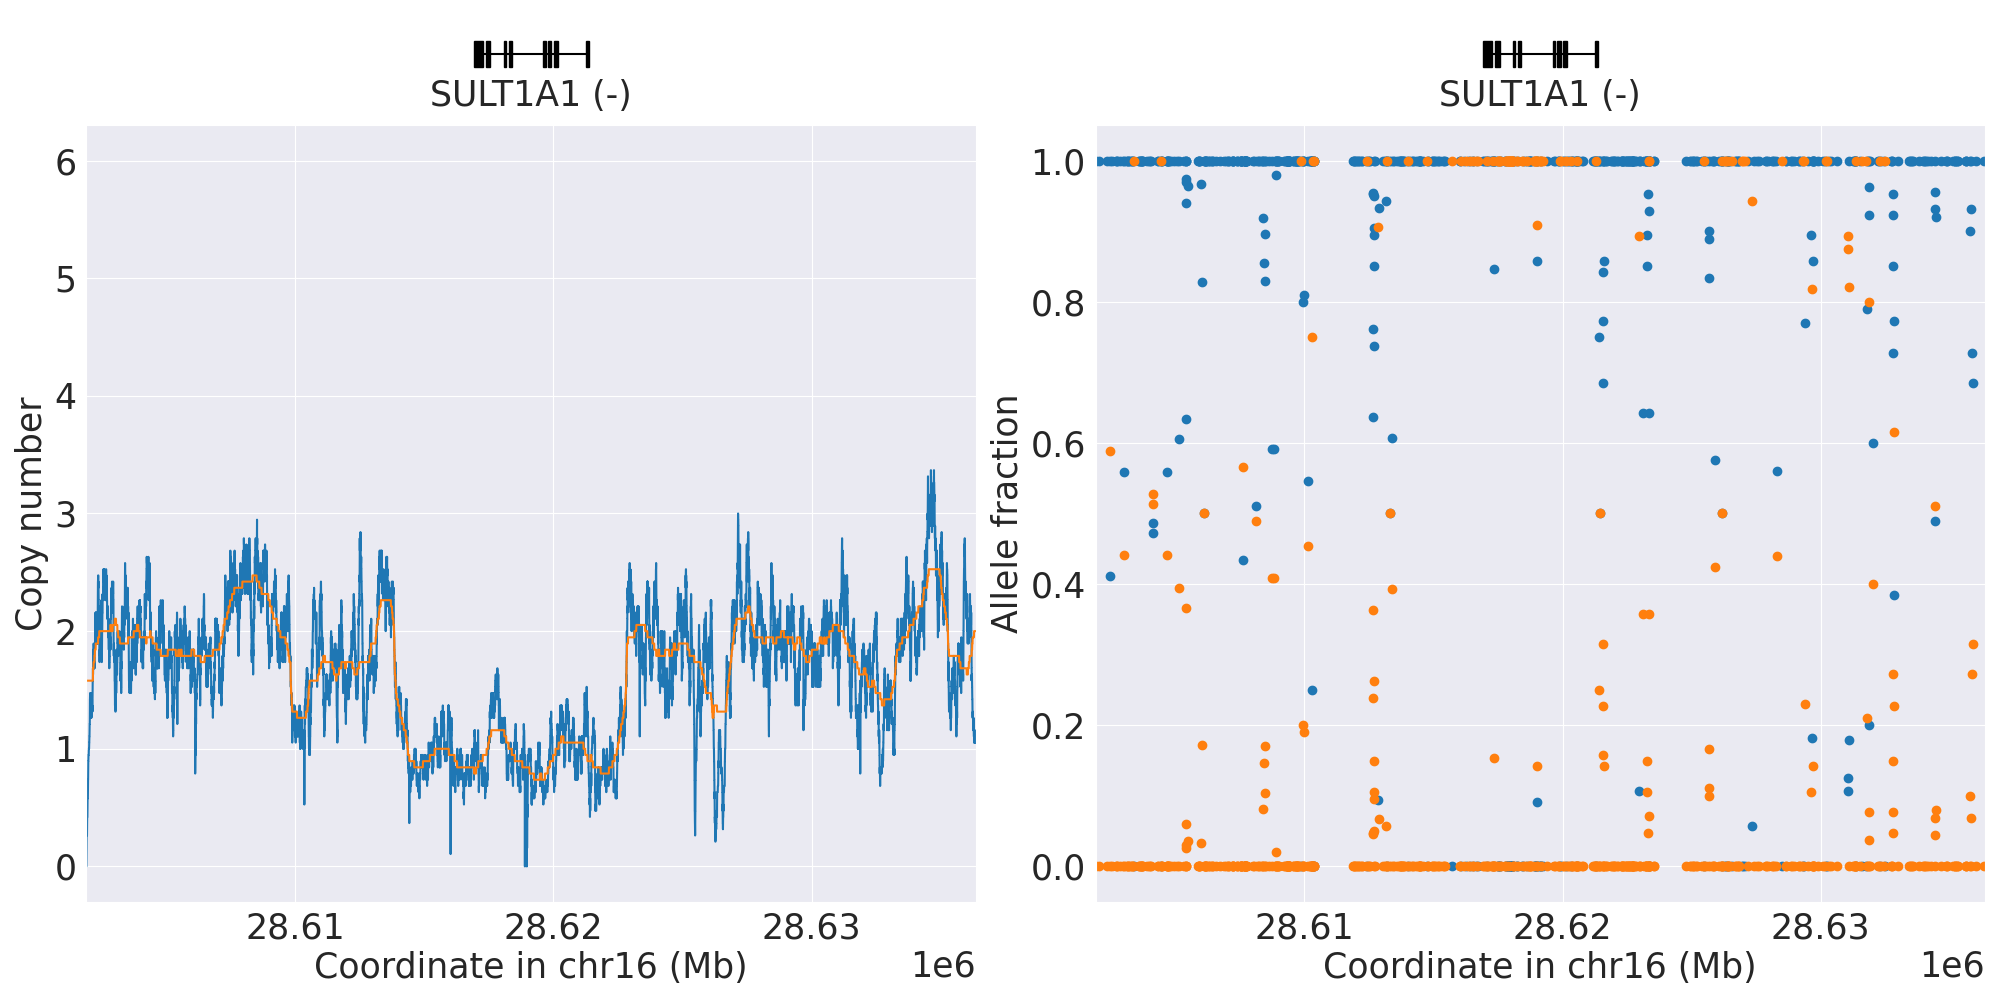 SULT1A1 (-)
6
5
4
3
2
1
0
Copy number
28.61
28.62
28.63
Coordinate in chr16 (Mb)
1e6
SULT1A1 (-)
1.0
0.8
0.6
0.4
0.2
0.0
Allele fraction
28.61
28.62
28.63
Coordinate in chr16 (Mb)
1e6